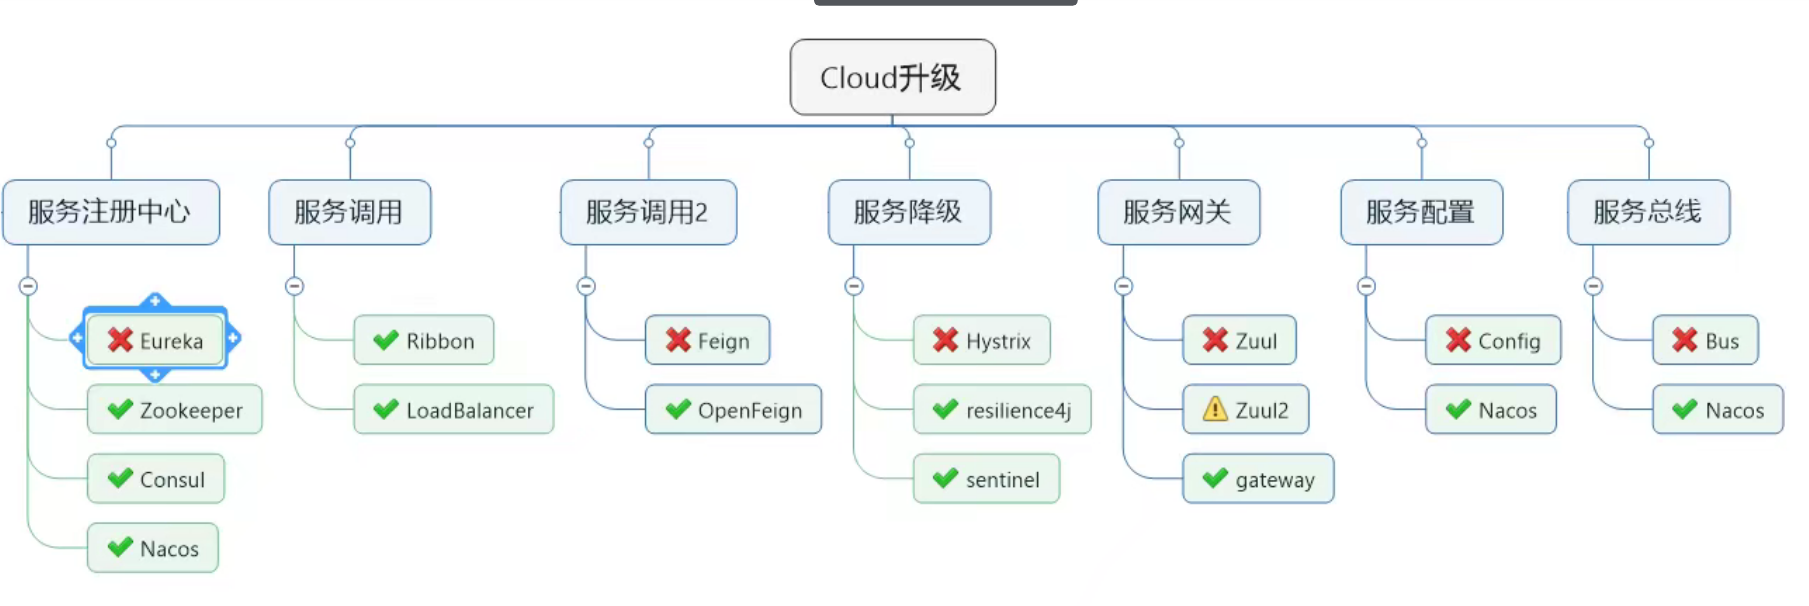 Cloud升级
服务注册中心
服务调用
服务调用2
服务降级
服务网关
服务配置
服务总线
Eureka
Ribbon
Feign
Hystrix
Zuul
Config
Bus
Zookeeper
LoadBalancer
OpenFeign
resilience4j
Zuul2
Nacos
Nacos
Consul
sentinel
gateway
Nacos